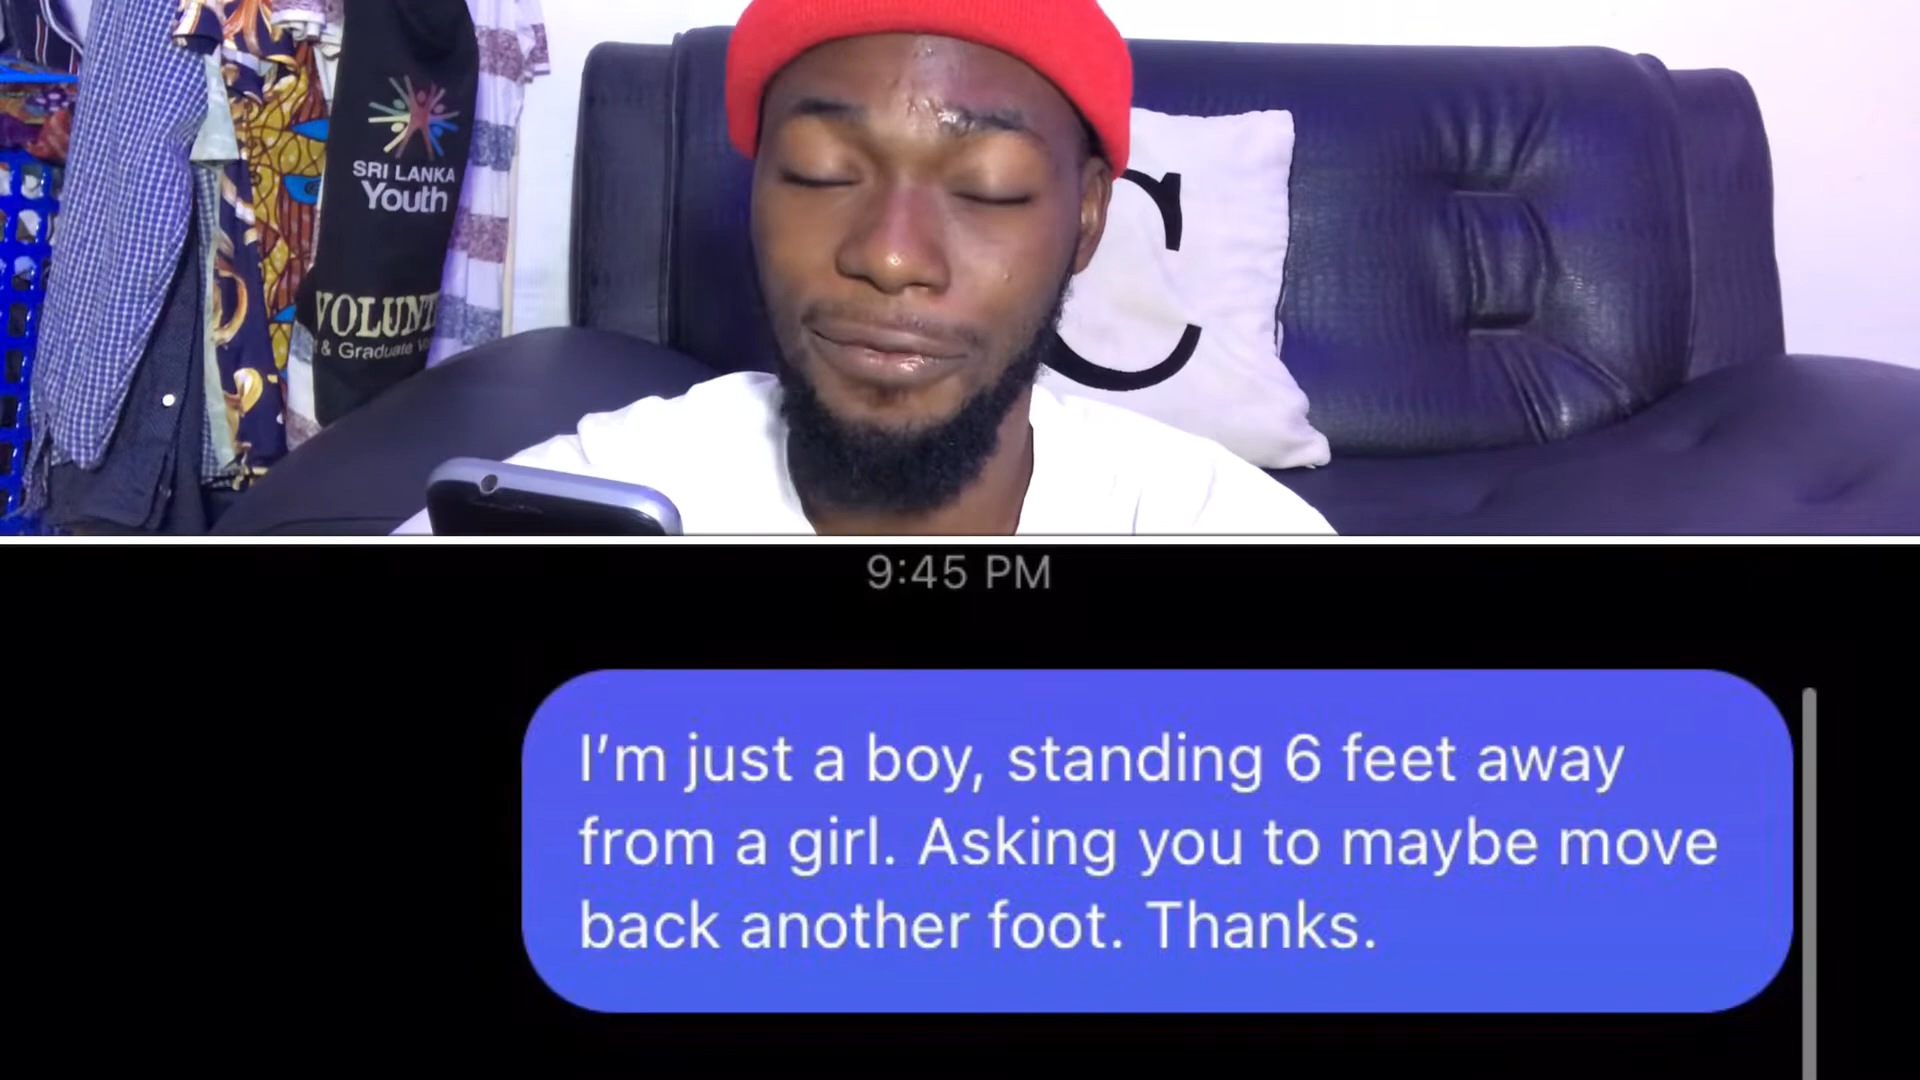 SRI LANKA
Youth
VOLUNT
& Graduate
C
9:45 PM
I’m just a boy, standing 6 feet away
from a girl. Asking you to maybe move
back another foot. Thanks.